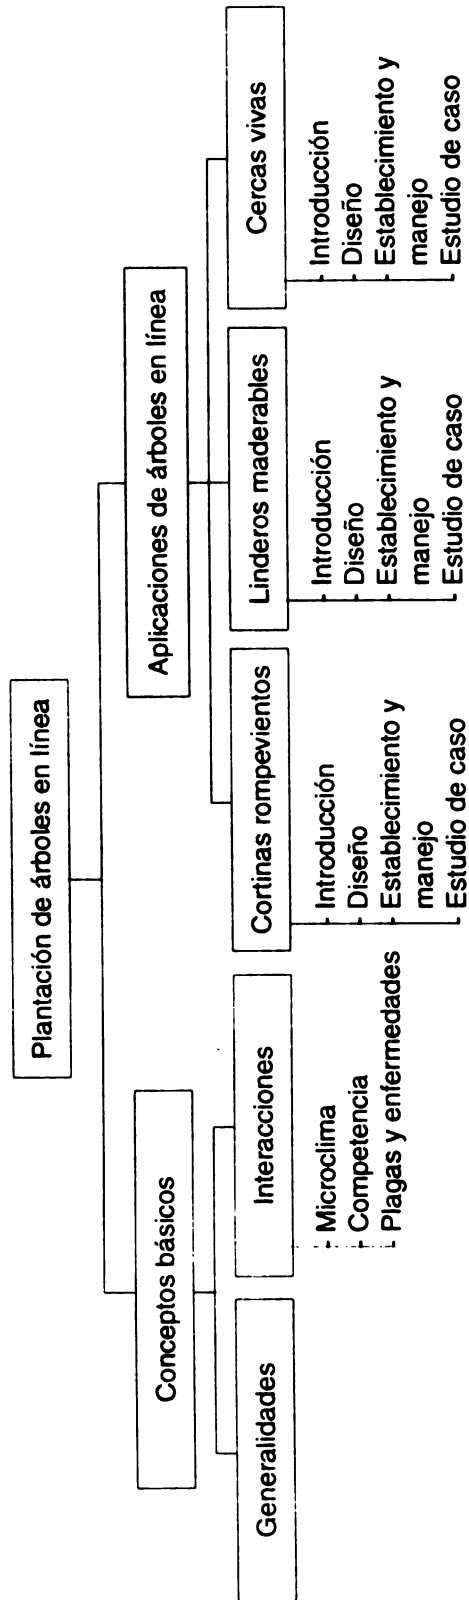 Plantación de árboles en línea
Conceptos básicos
Aplicaciones de árboles en línea
Generalidades
Interacciones
Cortinas rompevientos
Linderos maderables
Cercas vivas
Microclima
Competencia
Plagas y enfermedades
Introducción
Diseño
Establecimiento y
manejo
Estudio de caso
Introducción
Diseño
Establecimiento y
manejo
Estudio de caso
Introducción
Diseño
Establecimiento y
manejo
Estudio de caso